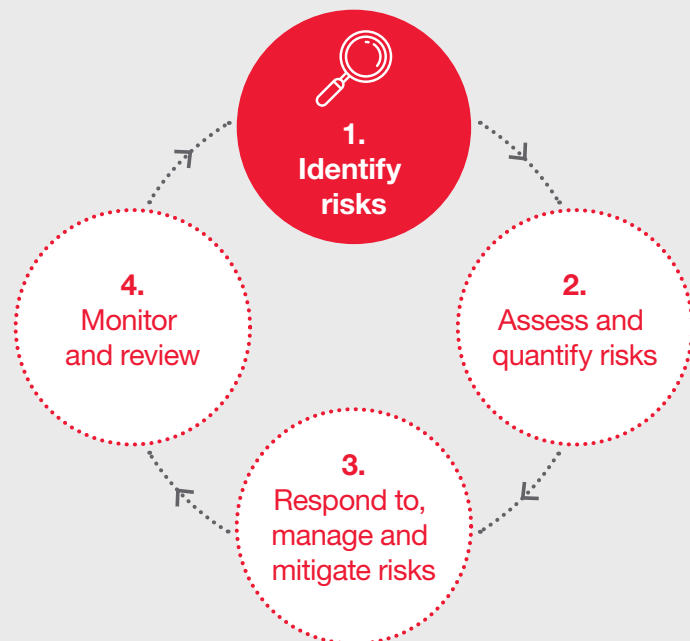 1.
Identify
risks
2.
Assess and
quantify risks
3.
Respond to,
manage and
mitigate risks
4.
Monitor
and review